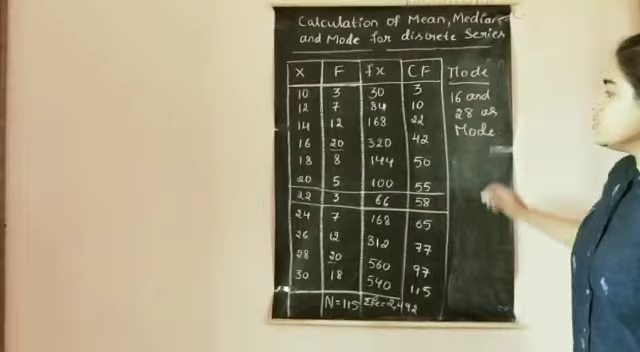 Calculation of Mean, Median
and Mode for discrete Series
X F fx CF Mode
10 3 30 3 16 and
12 7 84 10 28 as
14 12 168 22 Mode
16 20 320 42
18 8 144 50
20 5 100 55
22 3 66 58
24 7 168 65
26 12 312 77
28 20 560 97
30 18 540 115
N=115 Σfx=2,492